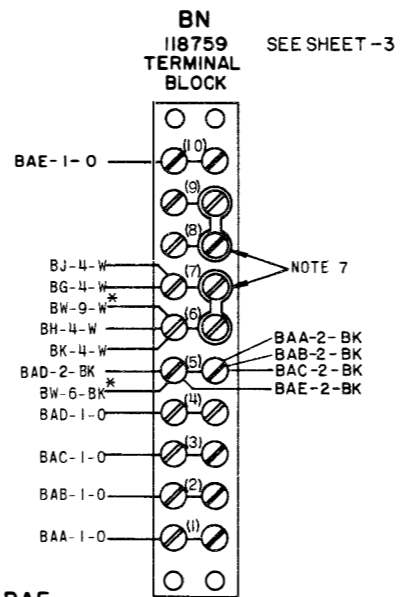 BN
118759
TERMINAL
BLOCK
SEE SHEET-3
BAE-1-O
(10)
(9)
(8)
NOTE 7
BJ-4-W
(7)
BG-4-W
BW-9-W*
(6)
BH-4-W
BK-4-W
BAD-2-BK
(5)
BAA-2-BK
BAB-2-BK
BAC-2-BK
BAE-2-BK
BW-6-BK*
BAD-1-O
(4)
BAC-1-O
(3)
BAB-1-O
(2)
BAA-1-O
(1)